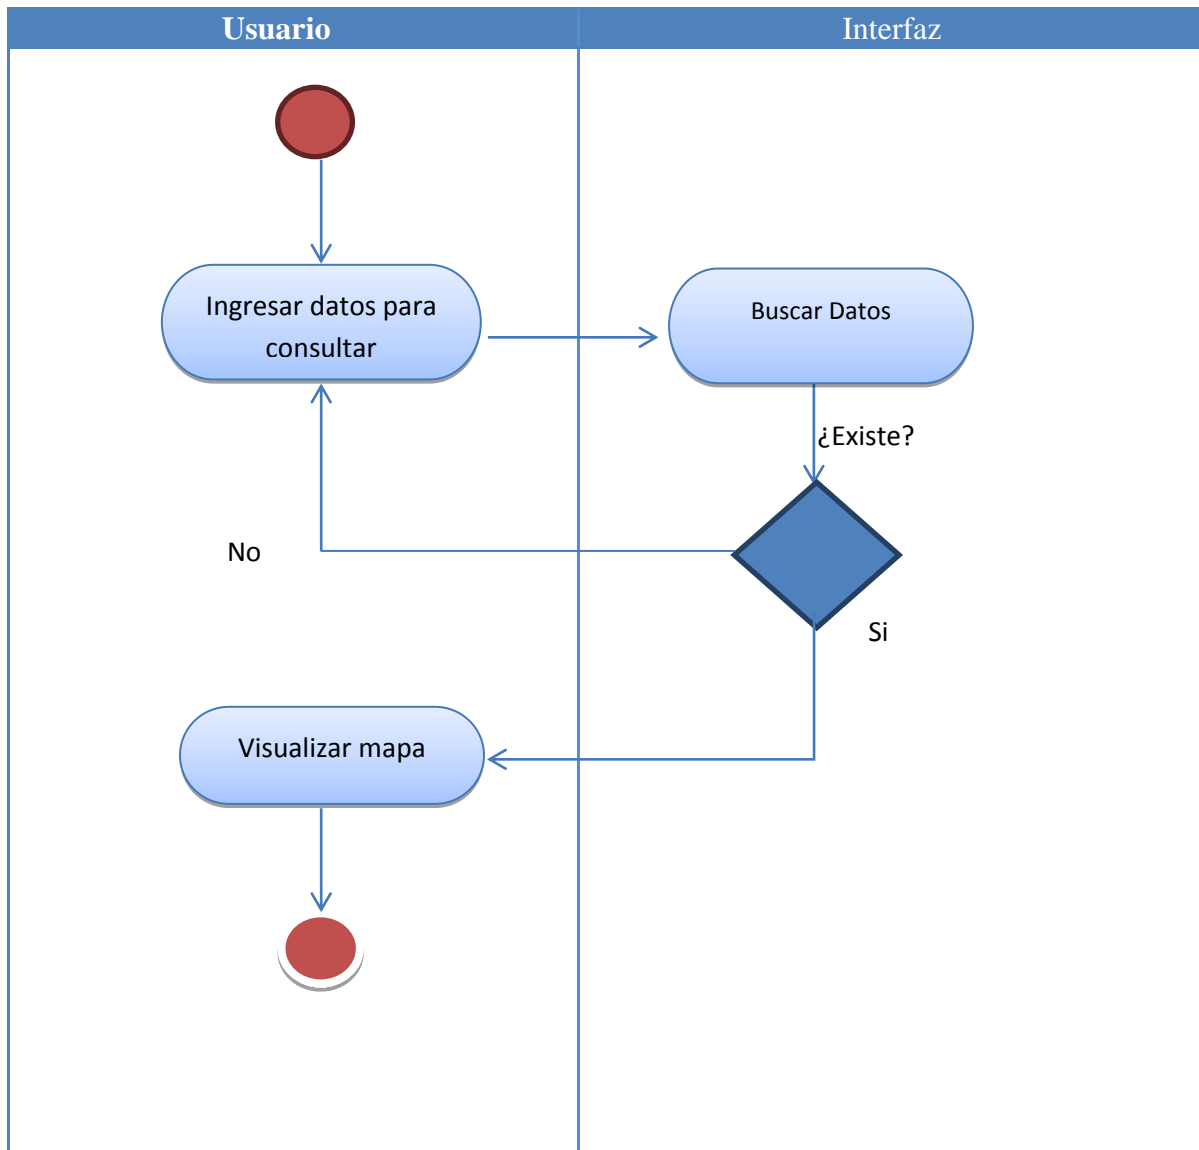 Usuario
Interfaz
Ingresar datos para
consultar
Buscar Datos
¿Existe?
No
Si
Visualizar mapa